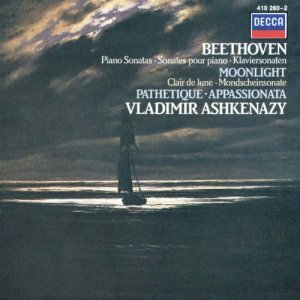 410 260-2
DECCA
BEETHOVEN
Piano Sonatas · Sonates pour piano · Klaviersonaten
MOONLIGHT
Clair de lune · Mondscheinsonate
PATHETIQUE · APPASSIONATA
VLADIMIR ASHKENAZY